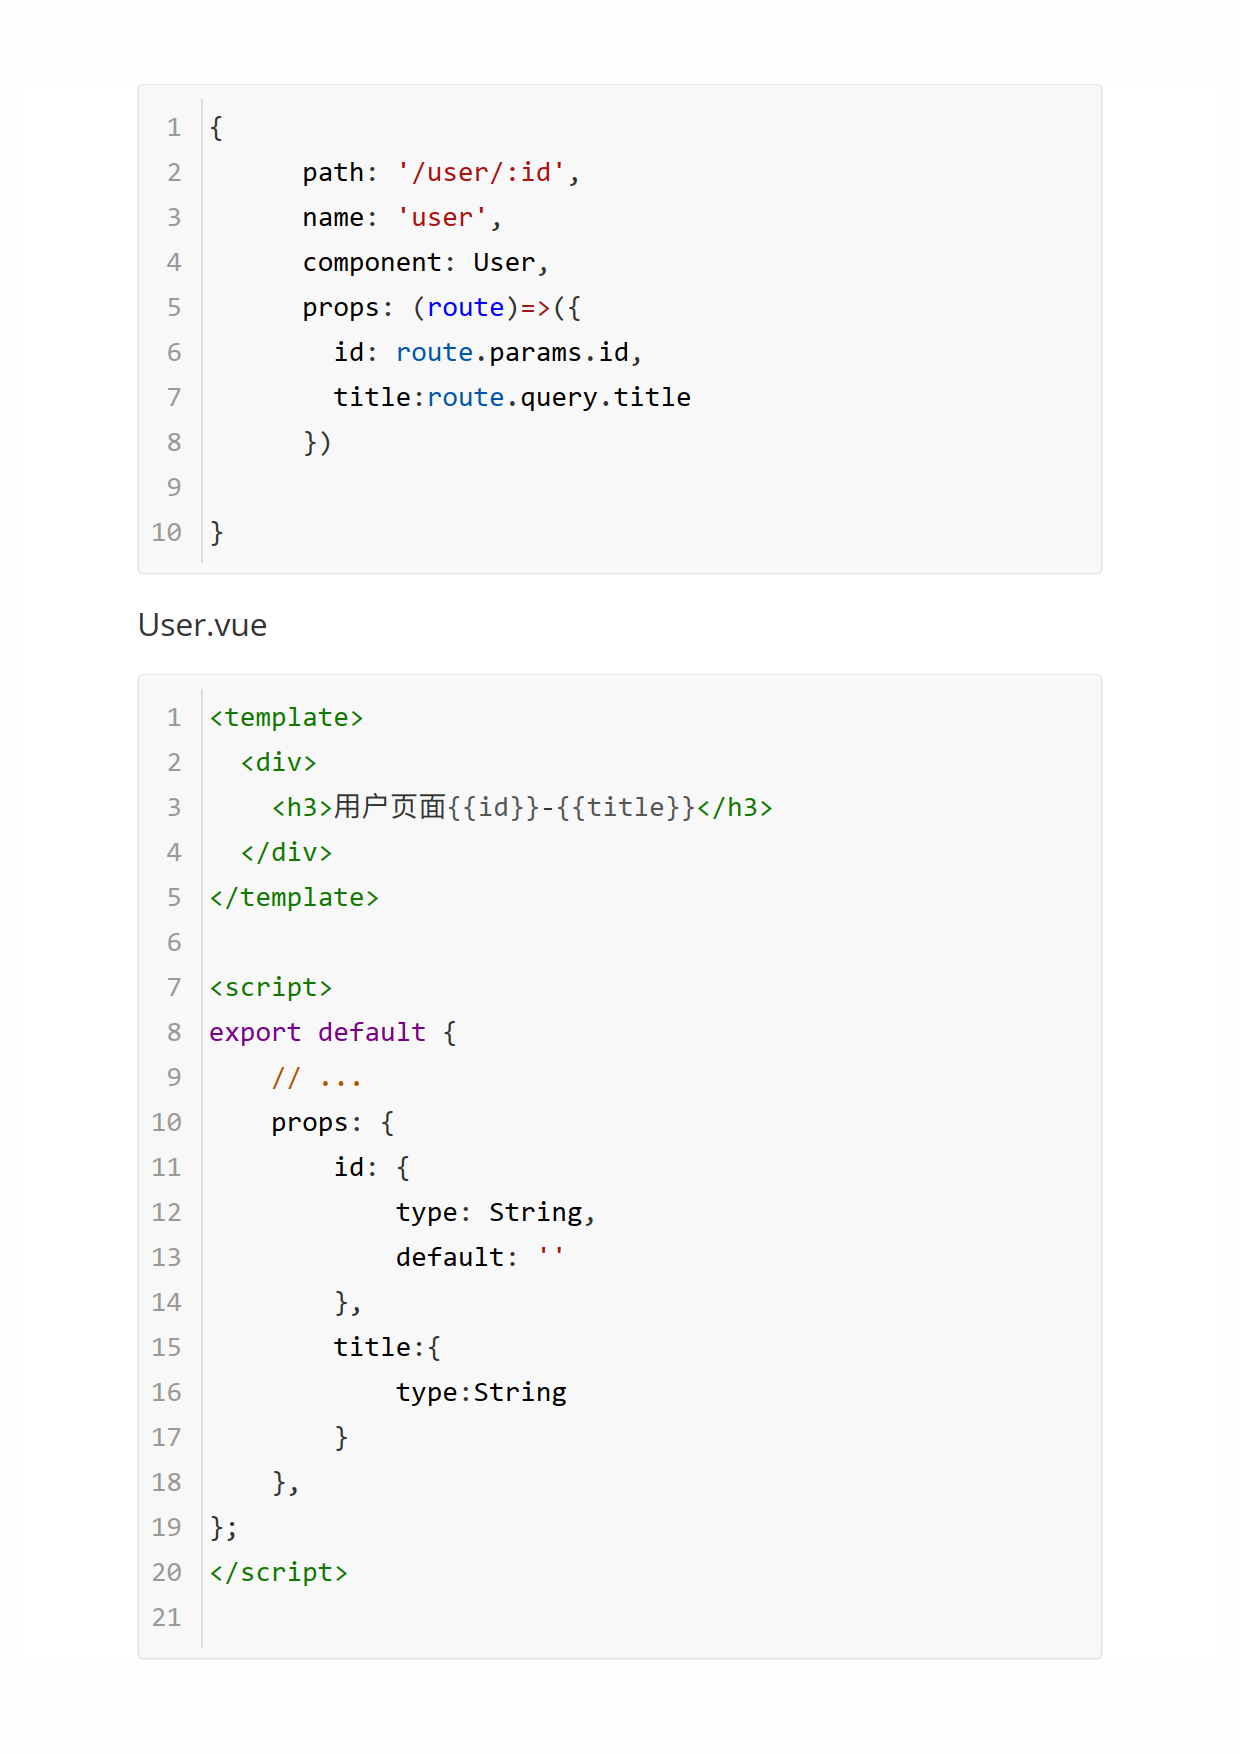 1 {
2       path: '/user/:id',
3       name: 'user',
4       component: User,
5       props: (route)=>({
6         id: route.params.id,
7         title:route.query.title
8       })
9
10 }
User.vue
1 <template>
2   <div>
3     <h3>用户页面{{id}}-{{title}}</h3>
4   </div>
5 </template>
6
7 <script>
8 export default {
9     // ...
10     props: {
11         id: {
12             type: String,
13             default: ''
14         },
15         title:{
16             type:String
17         }
18     },
19 };
20 </script>
21